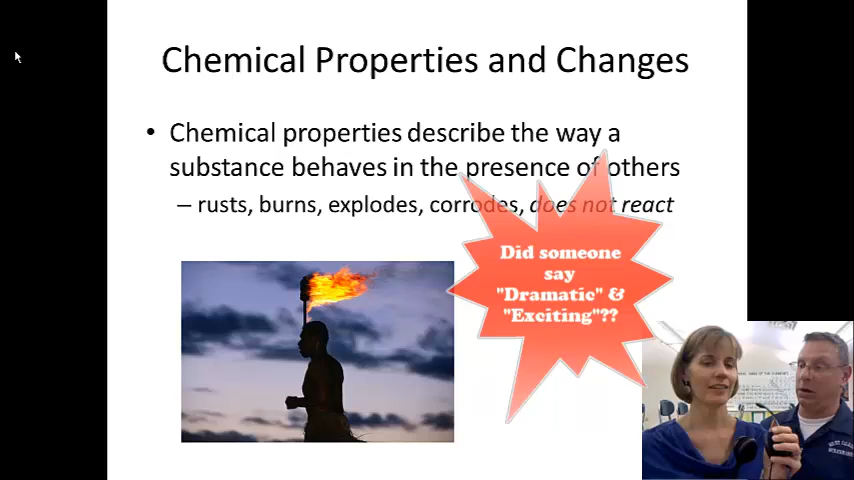 Chemical Properties and Changes
• Chemical properties describe the way a
substance behaves in the presence of others
– rusts, burns, explodes, corrodes, does not react
Did someone
say
"Dramatic" &
"Exciting"??